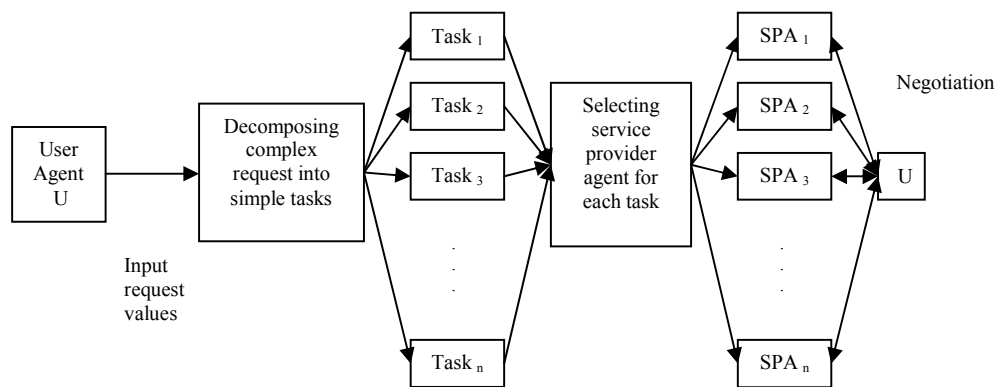 User
Agent
U
Input
request
values
Decomposing
complex
request into
simple tasks
Task 1
Task 2
Task 3
.
.
.
Task n
Selecting
service
provider
agent for
each task
SPA 1
SPA 2
SPA 3
.
.
.
SPA n
Negotiation
U